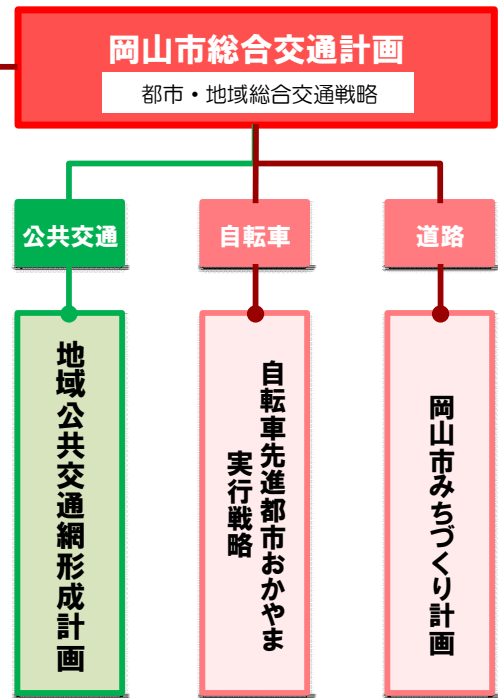 岡山市総合交通計画
都市・地域総合交通戦略
公共交通
自転車
道路
地域公共交通網形成計画
自転車先進都市おかやま
実行戦略
岡山市みちづくり計画